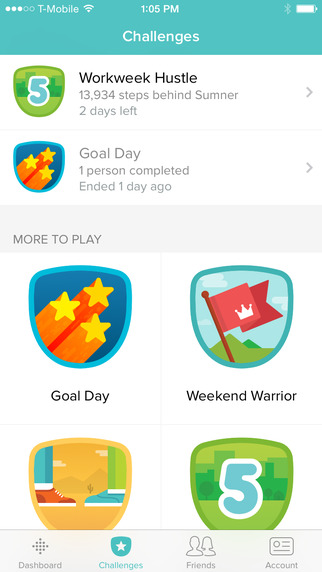 T-Mobile 1:05 PM
Challenges
5
Workweek Hustle
13,934 steps behind Sumner
2 days left
Goal Day
1 person completed
Ended 1 day ago
MORE TO PLAY
Goal Day
Weekend Warrior
5
Dashboard
Challenges
Friends
Account